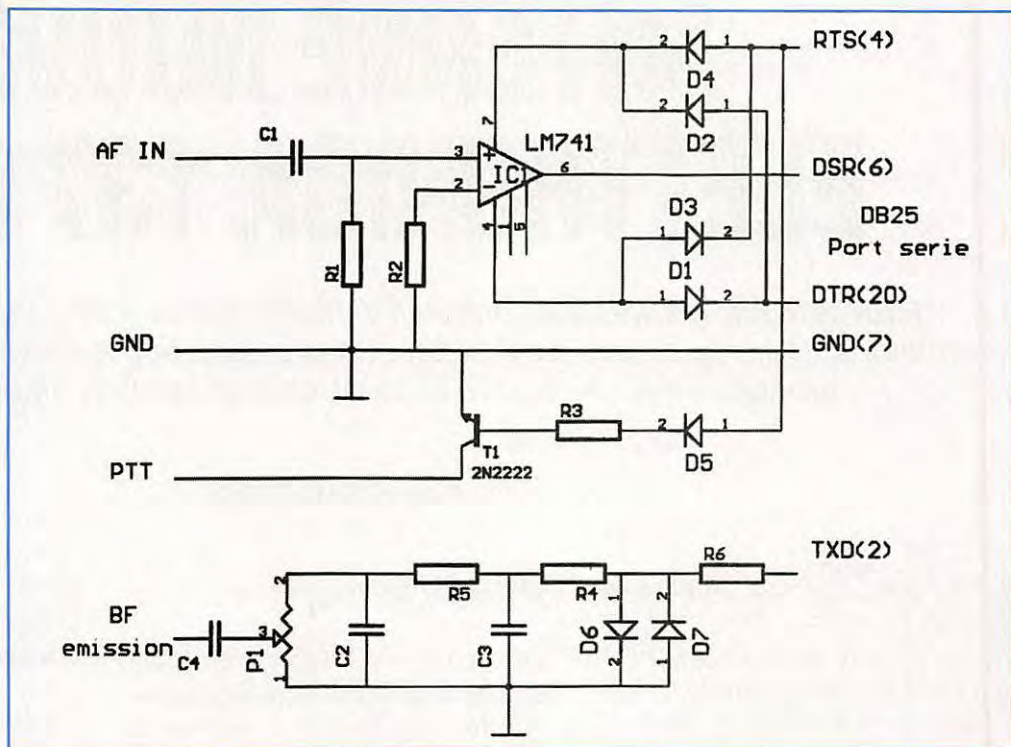 RTS(4)
2
1
D4
2
1
D2
7
C1
LM741
AF IN
3
+
IC1
6
DSR(6)
2
-
D3
DB25
4
1
5
1
2
Port serie
R1
R2
D1
1
2
DTR(20)
GND
GND(7)
R3
2
1
T1
D5
PTT
2N2222
TXD(2)
R6
2
R5
R4
1
2
BF
3
D6
D7
emission
C4
P1
C2
C3
1
2
1